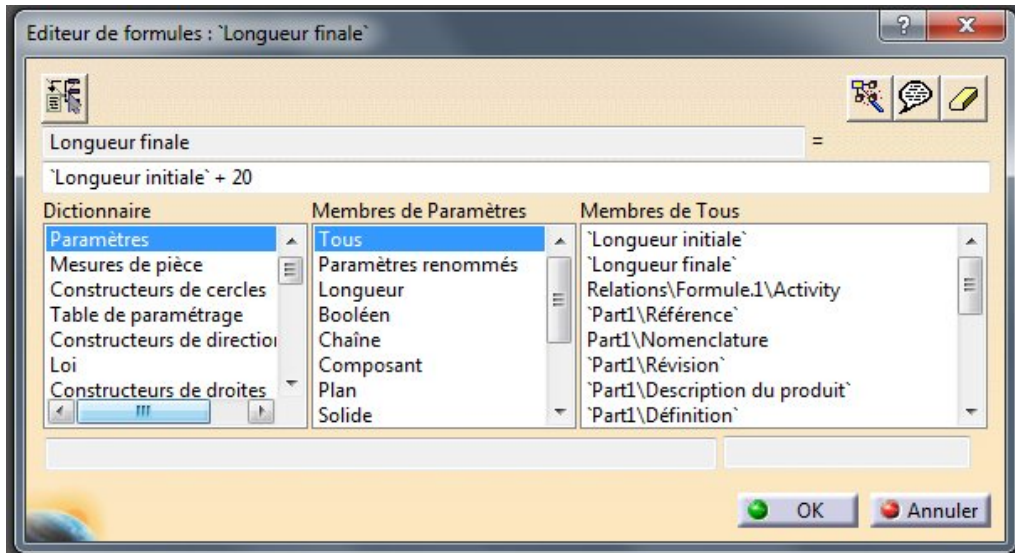 Editeur de formules : `Longueur finale`
Longueur finale =
`Longueur initiale` + 20
Dictionnaire
Paramètres
Mesures de pièce
Constructeurs de cercles
Table de paramétrage
Constructeurs de direction
Loi
Constructeurs de droites
Membres de Paramètres
Tous
Paramètres renommés
Longueur
Booléen
Chaîne
Composant
Plan
Solide
Membres de Tous
`Longueur initiale`
`Longueur finale`
Relations\Formule.1\Activity
`Part1\Référence`
Part1\Nomenclature
`Part1\Révision`
`Part1\Description du produit`
`Part1\Définition`
OK
Annuler